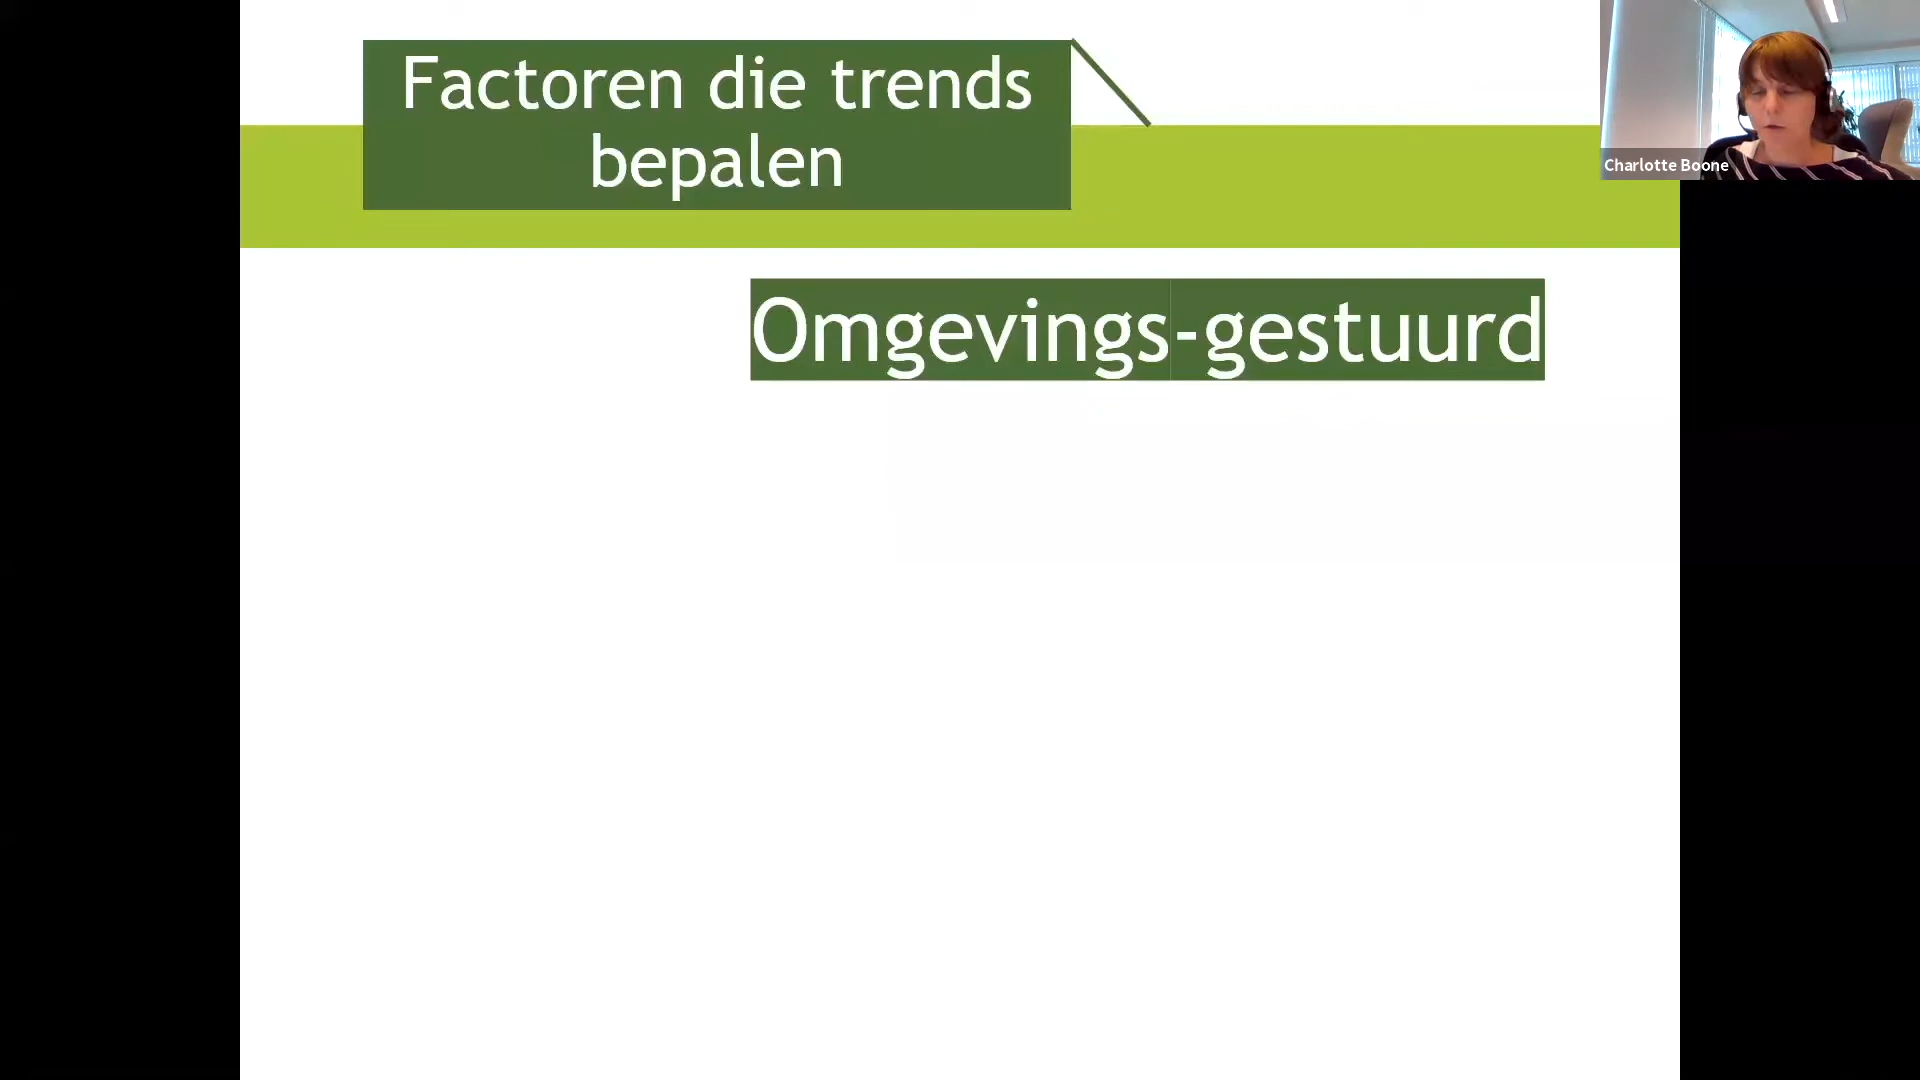 Factoren die trends
bepalen
Charlotte Boone
Omgevings-gestuurd